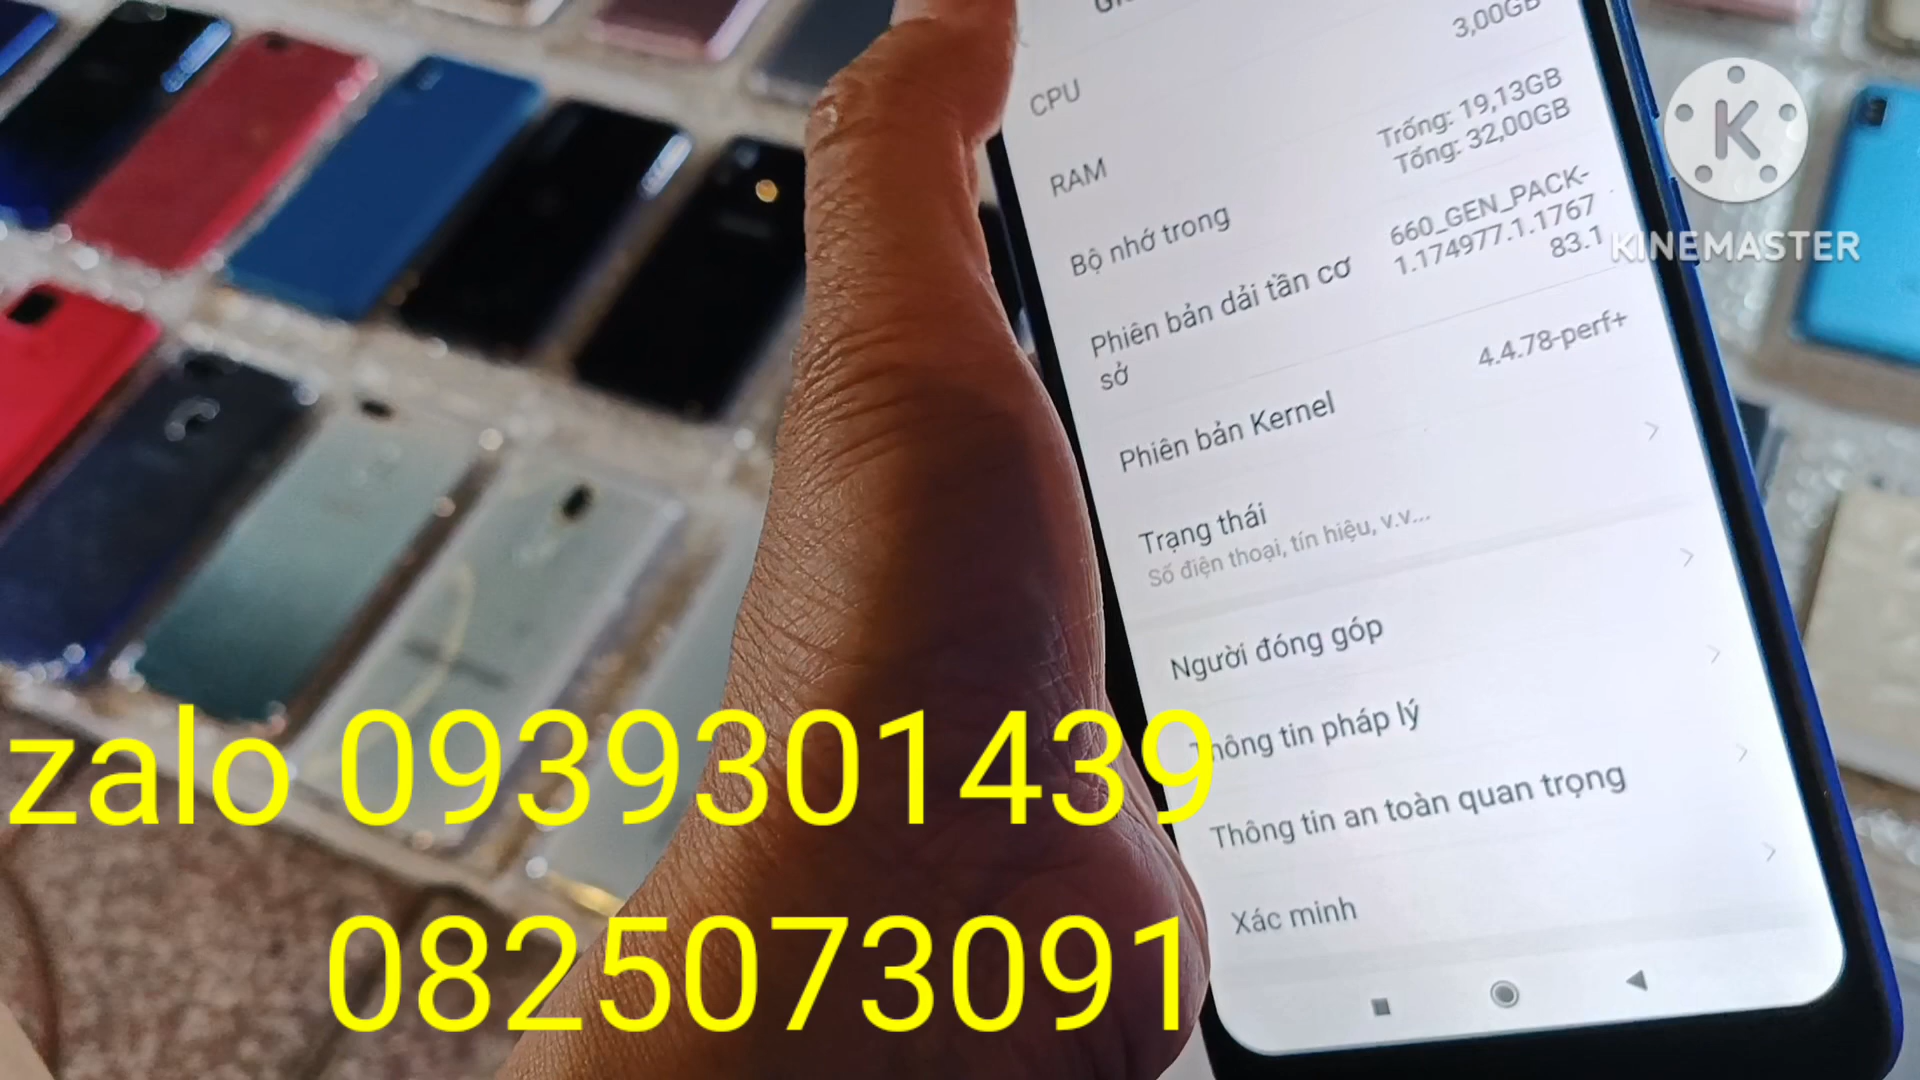 3,00GB
CPU
RAM
Trống: 19,13GB
Tổng: 32,00GB
Bộ nhớ trong
660_GEN_PACK-
1.174977.1.1767
83.1
Phiên bản dải tần cơ
sở
4.4.78-perf+
Phiên bản Kernel
Trạng thái
Số điện thoại, tín hiệu, v.v...
Người đóng góp
Thông tin pháp lý
Thông tin an toàn quan trọng
Xác minh
K
KINEMASTER
zalo 0939301439
0825073091